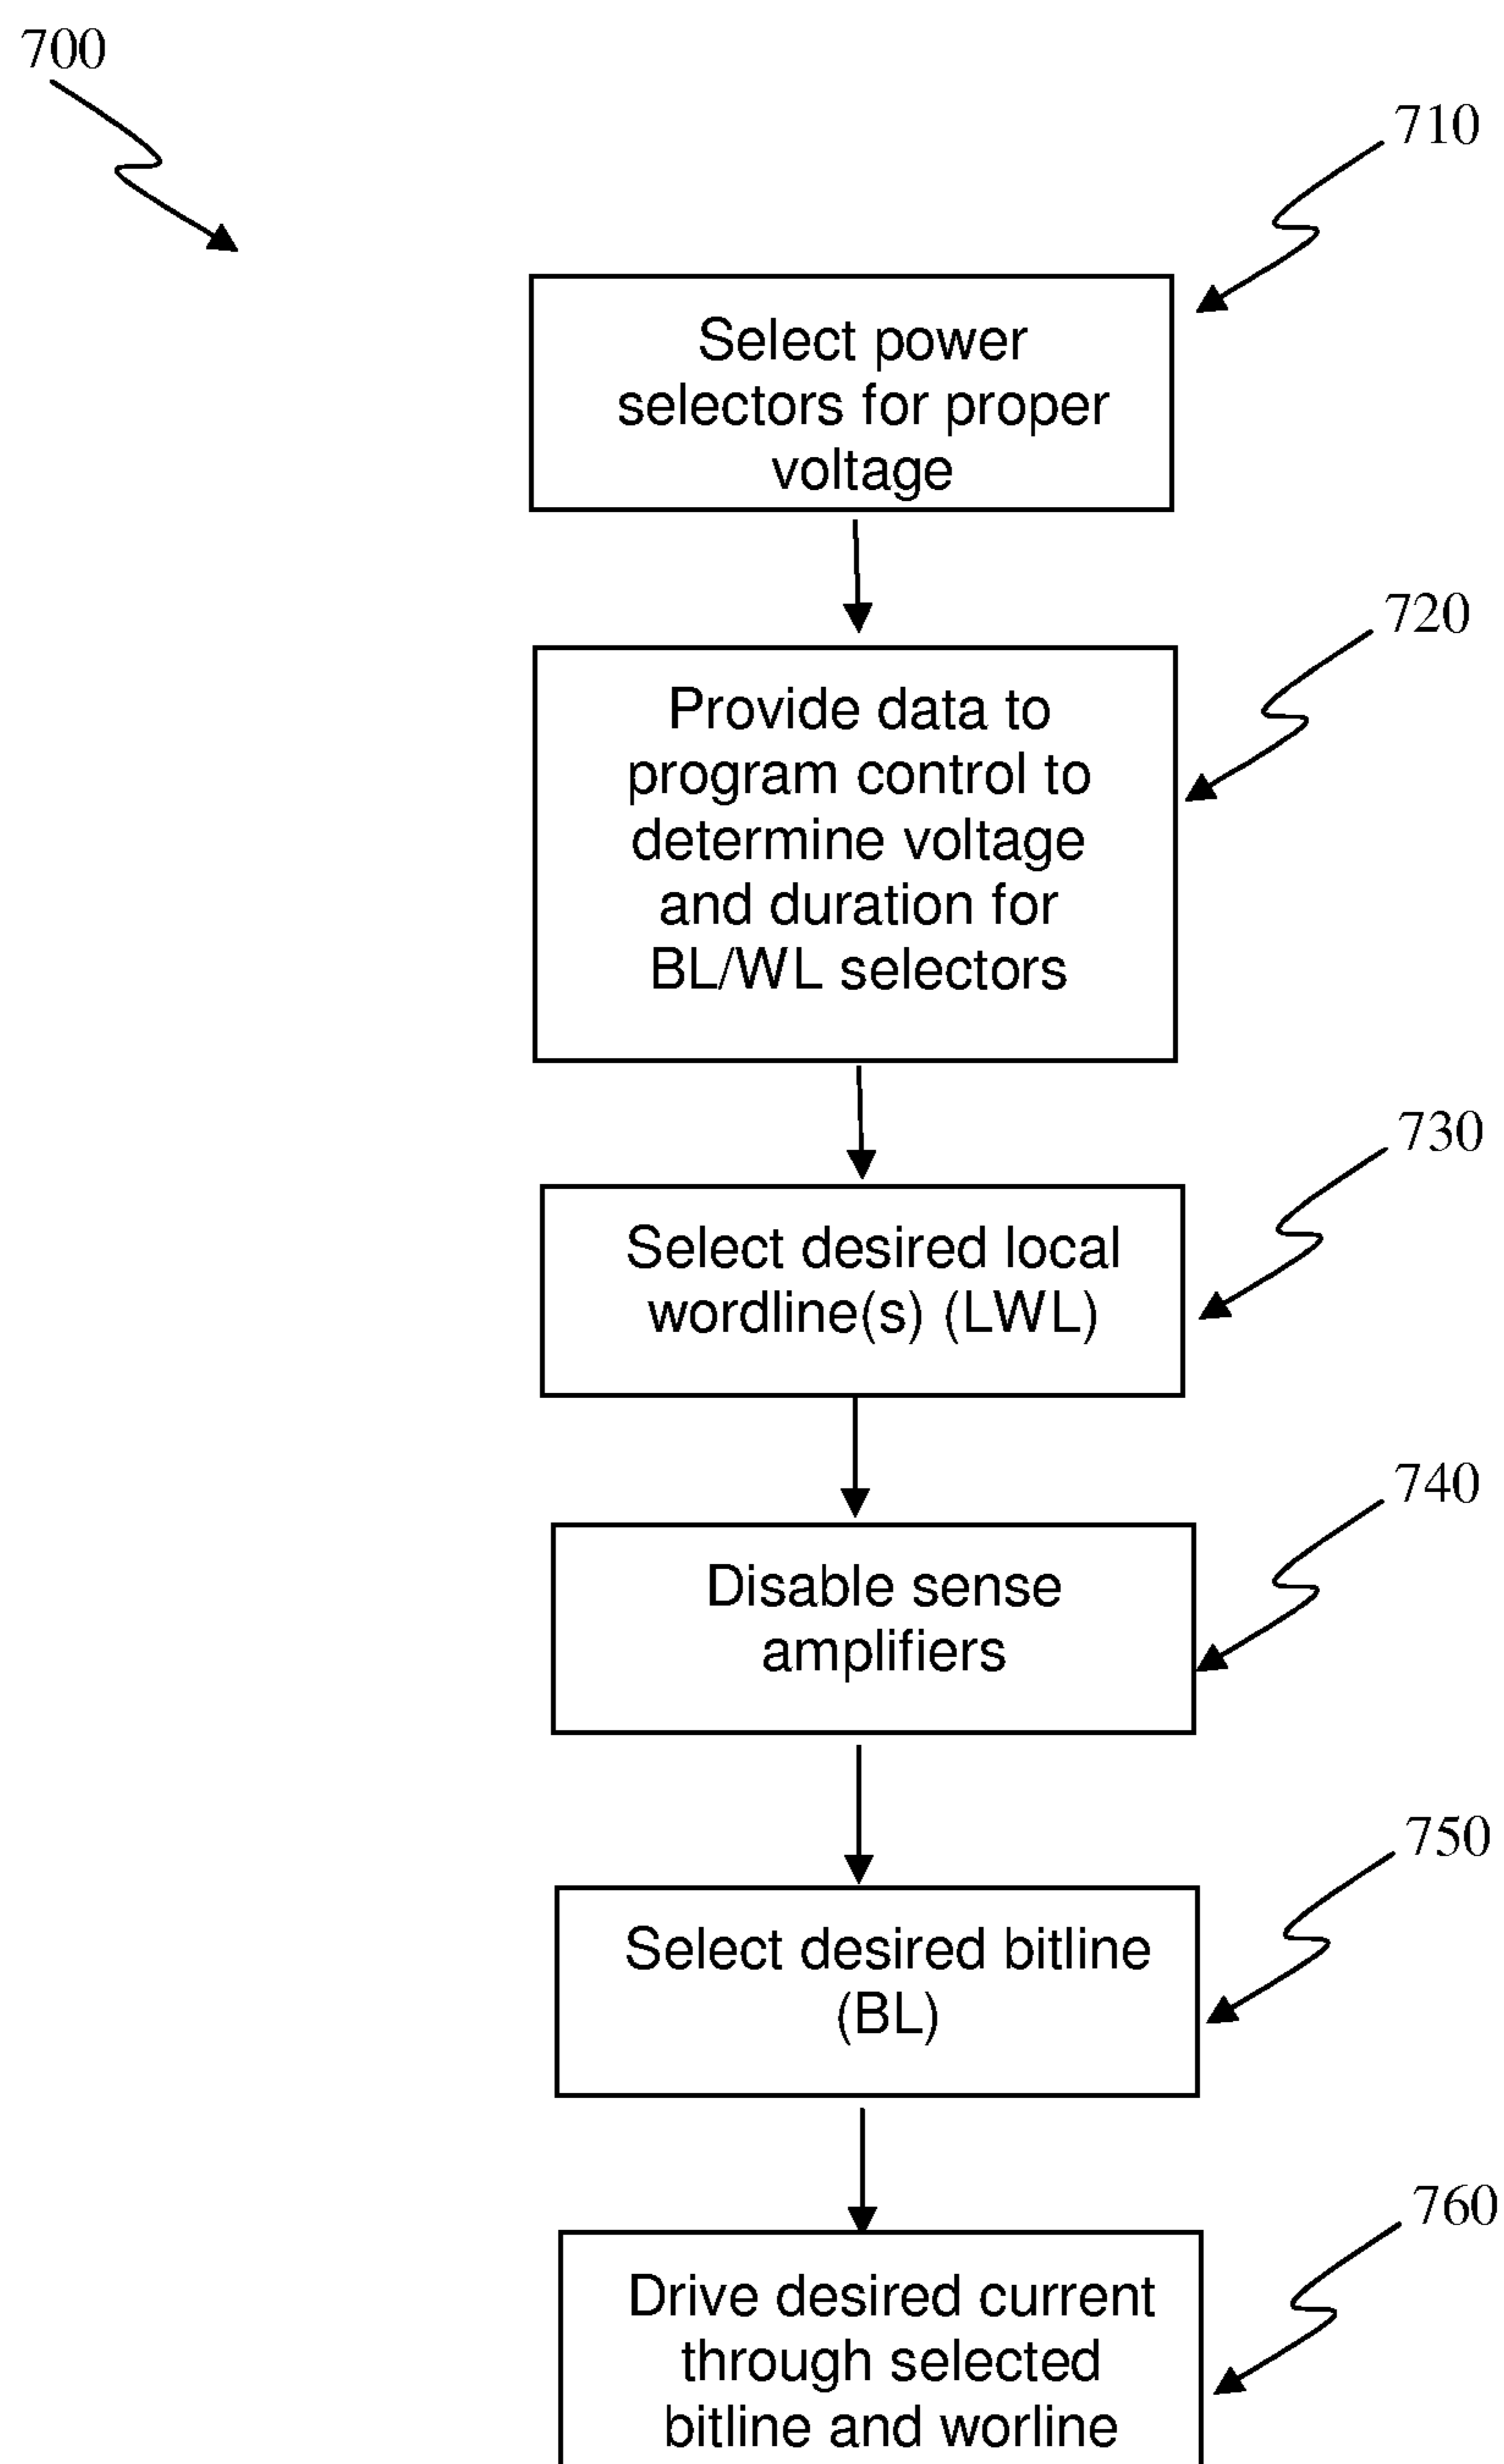 700
710
Select power
selectors for proper
voltage
720
Provide data to
program control to
determine voltage
and duration for
BL/WL selectors
730
Select desired local
wordline(s) (LWL)
740
Disable sense
amplifiers
750
Select desired bitline
(BL)
760
Drive desired current
through selected
bitline and worline